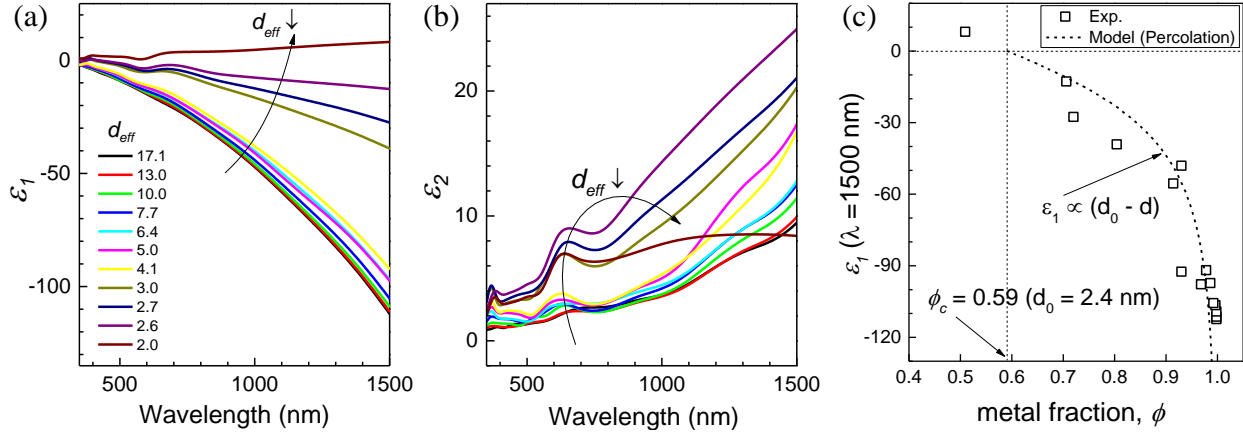 (a)
d_eff ↓
0
-50
-100
ε₁
d_eff
17.1
13.0
10.0
7.7
6.4
5.0
4.1
3.0
2.7
2.6
2.0
500
1000
1500
Wavelength (nm)
(b)
20
10
0
ε₂
d_eff ↓
500
1000
1500
Wavelength (nm)
(c)
Exp.
Model (Percolation)
0
-30
-60
-90
-120
ε₁ (λ = 1500 nm)
ε₁ ∝ (d₀ - d)
ϕ_c = 0.59 (d₀ = 2.4 nm)
0.4
0.5
0.6
0.7
0.8
0.9
1.0
metal fraction, ϕ